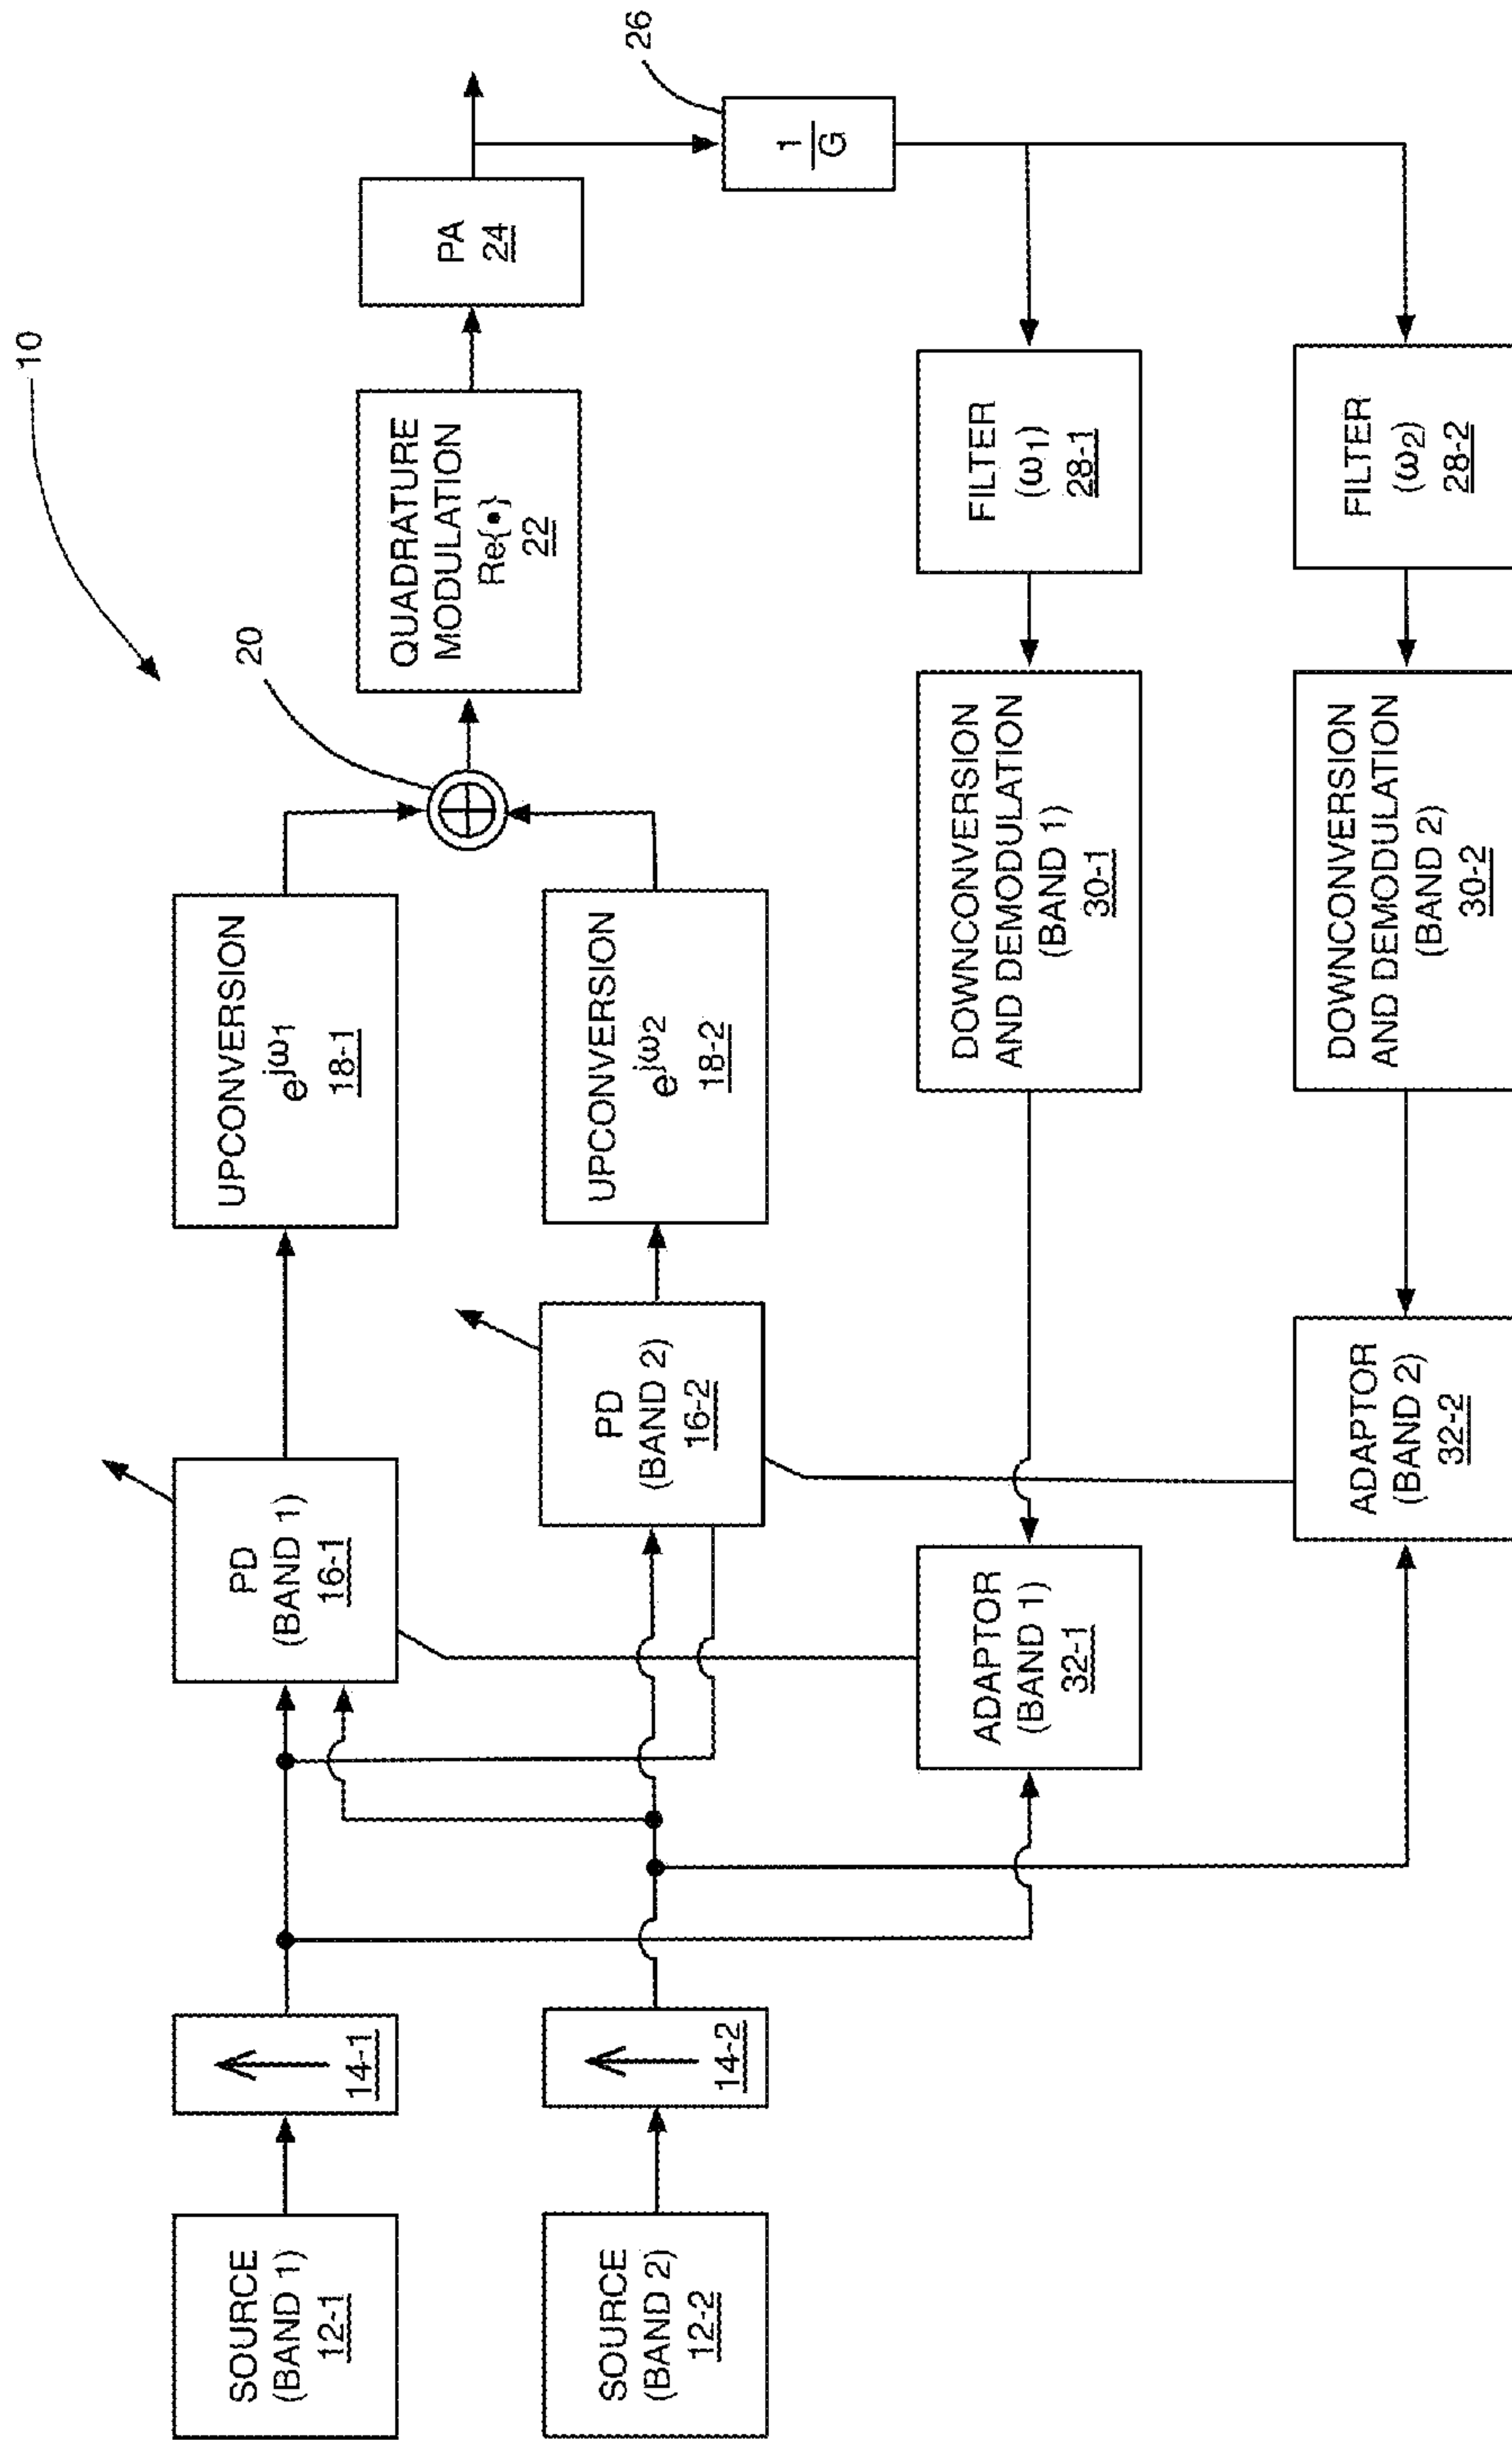 10
SOURCE
(BAND 1)
12-1
14-1
PD
(BAND 1)
16-1
UPCONVERSION
e^jω1
18-1
20
QUADRATURE
MODULATION
Re{•}
22
PA
24
SOURCE
(BAND 2)
12-2
14-2
PD
(BAND 2)
16-2
UPCONVERSION
e^jω2
18-2
1
G
26
ADAPTOR
(BAND 1)
32-1
DOWNCONVERSION
AND DEMODULATION
(BAND 1)
30-1
FILTER
(ω1)
28-1
ADAPTOR
(BAND 2)
32-2
DOWNCONVERSION
AND DEMODULATION
(BAND 2)
30-2
FILTER
(ω2)
28-2